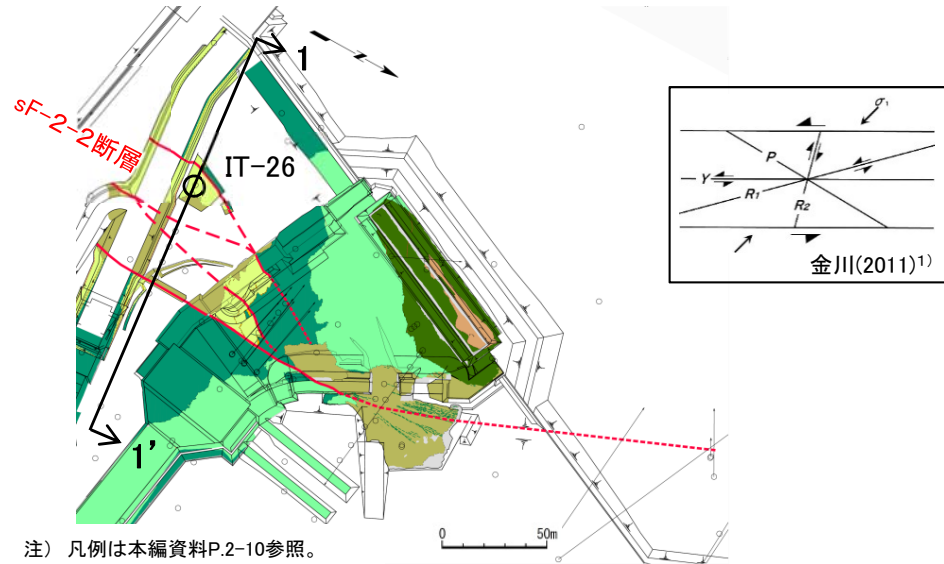 1
N
sF-2-2断層
IT-26
σ₁
P
Y
R₁
R₂
金川(2011)¹⁾
1’
0
50m
注） 凡例は本編資料P.2-10参照。